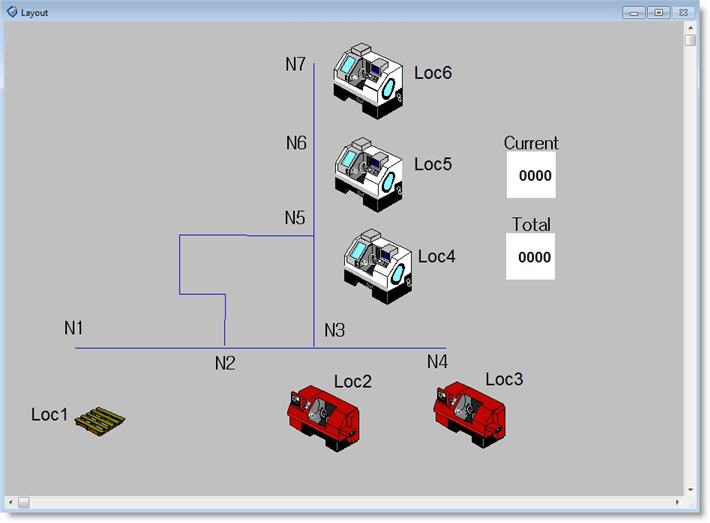 Layout
N7
Loc6
N6
Current
Loc5
0000
N5
Total
Loc4
0000
N1
N3
N2
N4
Loc2
Loc3
Loc1